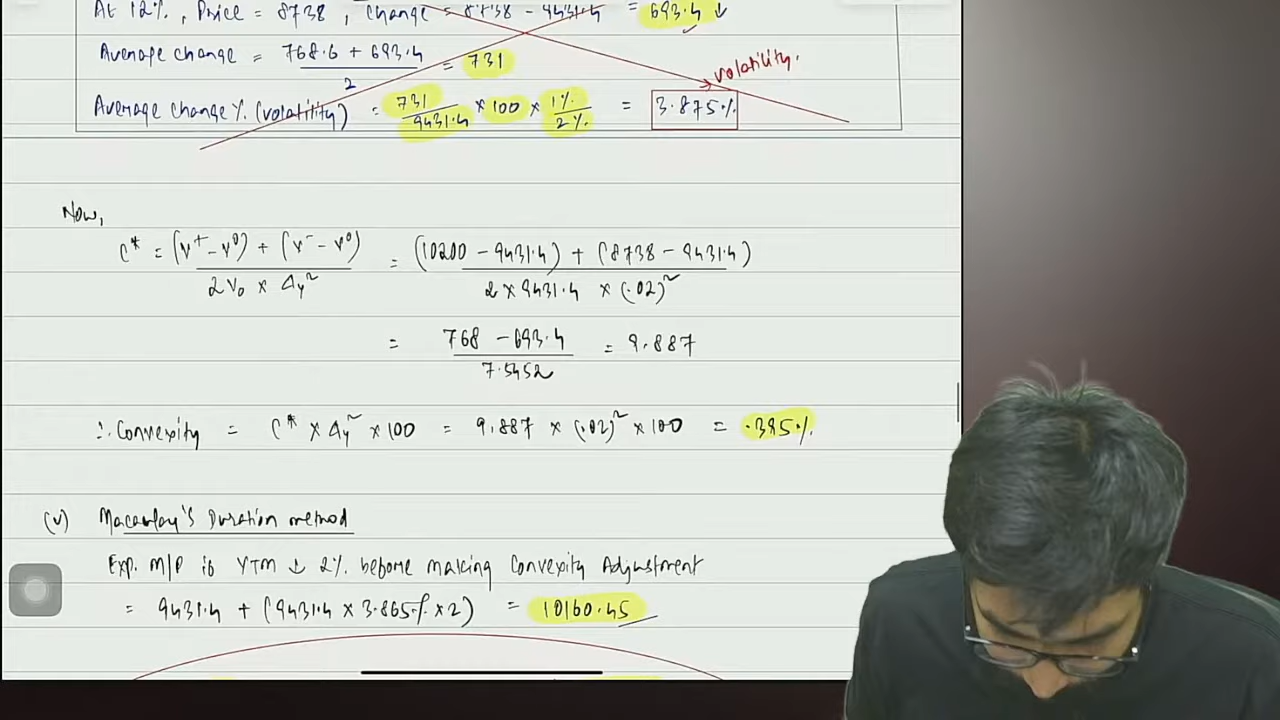 At 12%, Price = 8738, Change = 8738 - 9431.4 = 693.4 ↓
Average change = 768.6 + 693.4 / 2 = 731
Average change % (volatility) = 731 / 9431.4 × 100 × 1% / 2% = 3.875%
volatility.
Now,
C* = (V⁺ - V⁰) + (V⁻ - V⁰) / 2V₀ × Δy² = (10200 - 9431.4) + (8738 - 9431.4) / 2 × 9431.4 × (.02)²
= 768 - 693.4 / 7.5452 = 9.887
∴ Convexity = C* × Δy² × 100 = 9.887 × (.02)² × 100 = .395%
(v) Macaulay's Duration method
Exp. M/P if YTM ↓ 2% before making Convexity Adjustment
= 9431.4 + (9431.4 × 3.865% × 2) = 10160.45